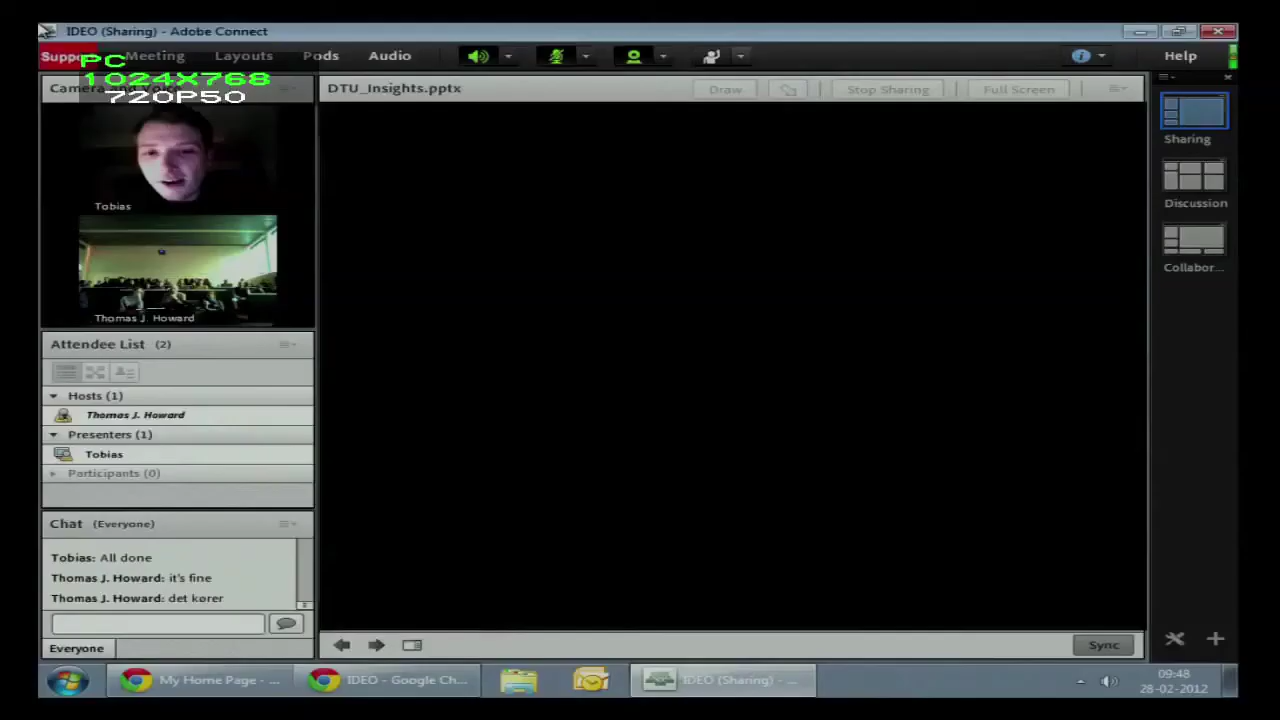 IDEO (Sharing) - Adobe Connect
Meeting Layouts Pods Audio Help
PC
1024X768
720P50
DTU_Insights.pptx Draw Stop Sharing Full Screen
Sharing
Discussion
Collabor...
Tobias
Thomas J. Howard
Attendee List (2)
Hosts (1)
Thomas J. Howard
Presenters (1)
Tobias
Participants (0)
Chat (Everyone)
Tobias: All done
Thomas J. Howard: it's fine
Thomas J. Howard: det kører
Everyone
Sync
My Home Page - ...
IDEO - Google Ch...
IDEO (Sharing) - ...
09:48
28-02-2012